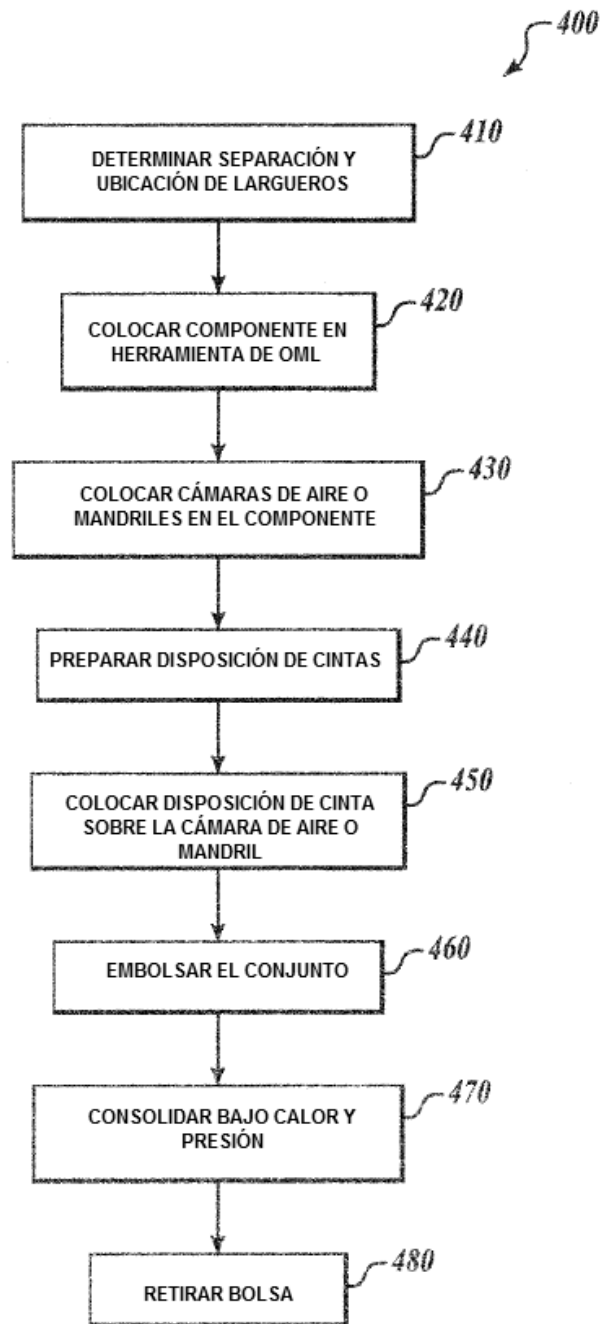 400
410
DETERMINAR SEPARACIÓN Y
UBICACIÓN DE LARGUEROS
420
COLOCAR COMPONENTE EN
HERRAMIENTA DE OML
430
COLOCAR CÁMARAS DE AIRE O
MANDRILES EN EL COMPONENTE
440
PREPARAR DISPOSICIÓN DE CINTAS
450
COLOCAR DISPOSICIÓN DE CINTA
SOBRE LA CÁMARA DE AIRE O
MANDRIL
460
EMBOLSAR EL CONJUNTO
470
CONSOLIDAR BAJO CALOR Y
PRESIÓN
480
RETIRAR BOLSA